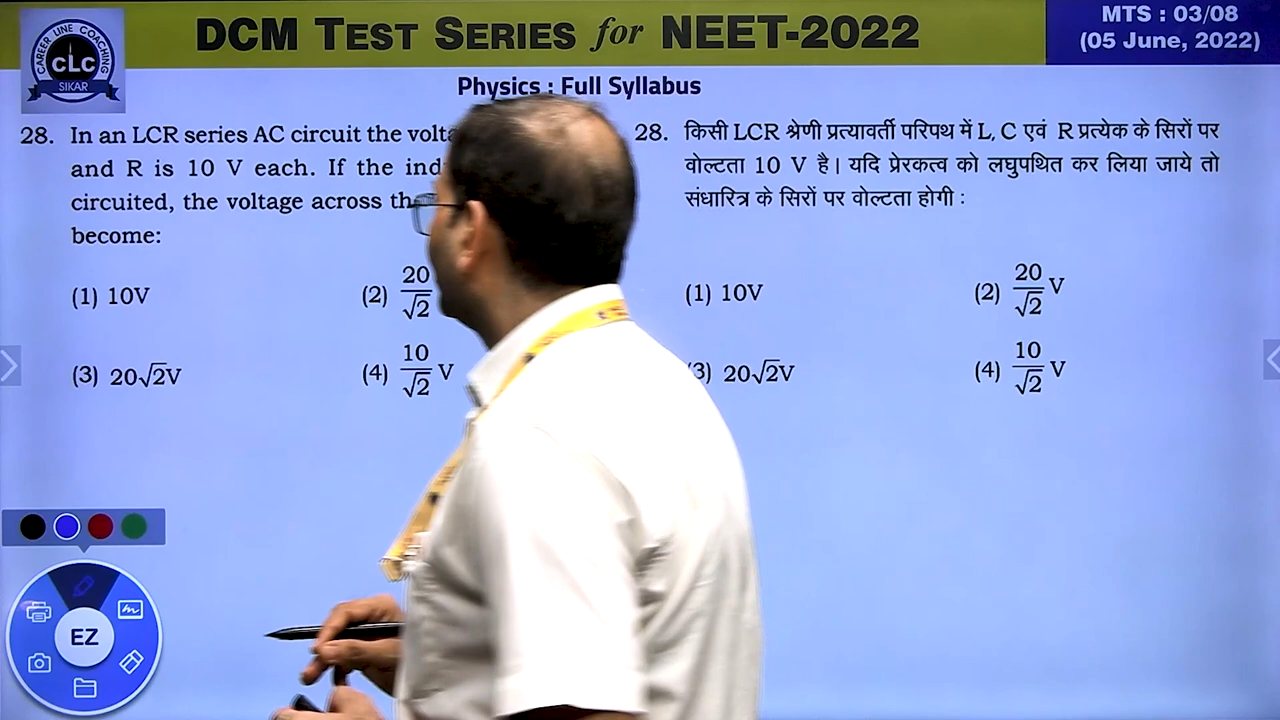 DCM TEST SERIES for NEET-2022
MTS : 03/08
(05 June, 2022)
CAREER LINE COACHING
CLC
SIKAR
Physics : Full Syllabus
28. In an LCR series AC circuit the
and R is 10 V each. If the
circuited, the voltage across
become:
(1) 10V
(2) 20/√2
(3) 20√2V
(4) 10/√2 V
28. किसी LCR श्रेणी प्रत्यावर्ती परिपथ में L, C एवं R प्रत्येक के सिरों पर
वोल्टता 10 V है। यदि प्रेरकत्व को लघुपथित कर लिया जाये तो
संधारित्र के सिरों पर वोल्टता होगी :
(1) 10V
(2) 20/√2 V
(3) 20√2V
(4) 10/√2 V
EZ